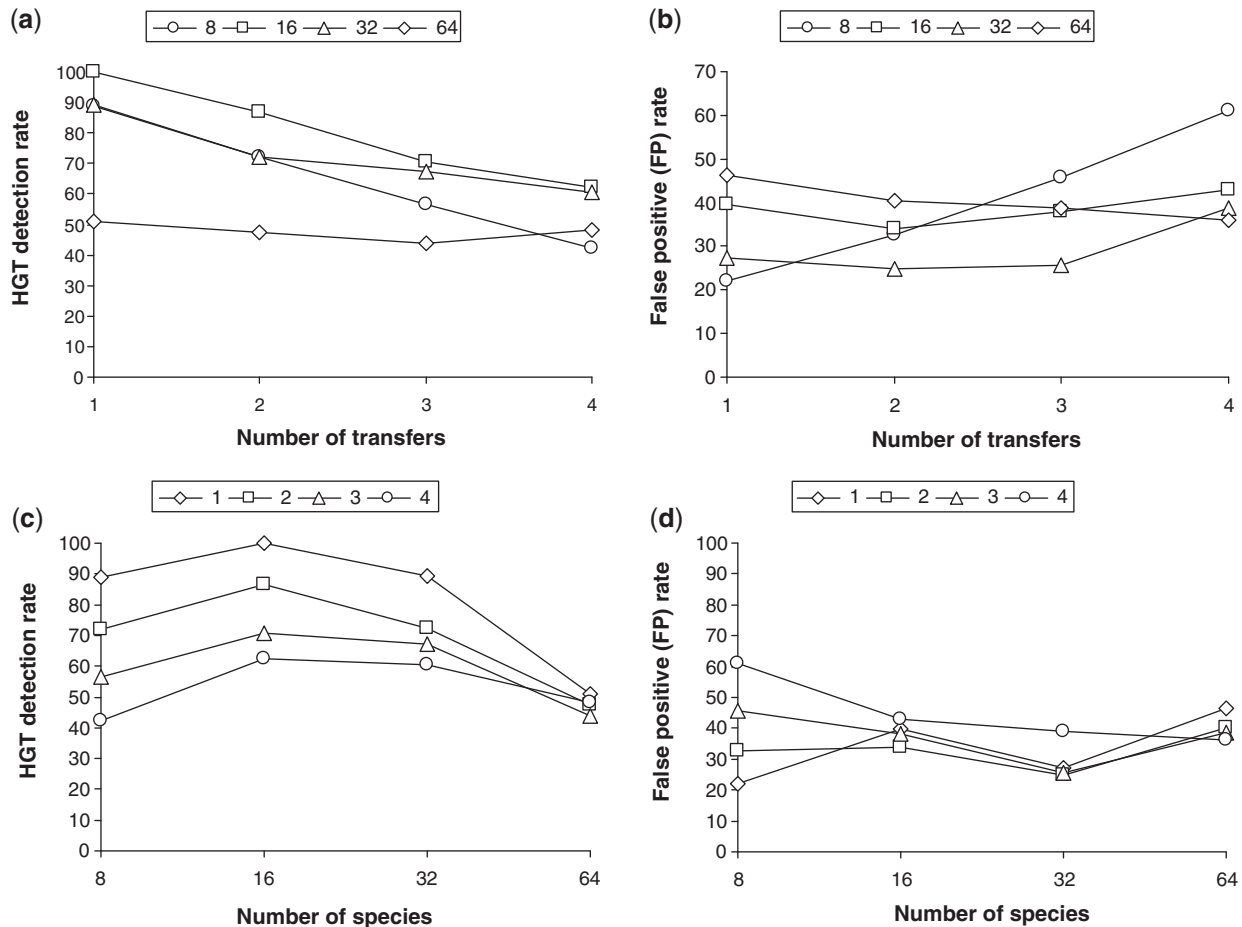 (a)
8 16 32 64
HGT detection rate
100
90
80
70
60
50
40
30
20
10
0
1 2 3 4
Number of transfers
(b)
8 16 32 64
False positive (FP) rate
70
60
50
40
30
20
10
0
1 2 3 4
Number of transfers
(c)
1 2 3 4
HGT detection rate
100
90
80
70
60
50
40
30
20
10
0
8 16 32 64
Number of species
(d)
1 2 3 4
False positive (FP) rate
100
90
80
70
60
50
40
30
20
10
0
8 16 32 64
Number of species